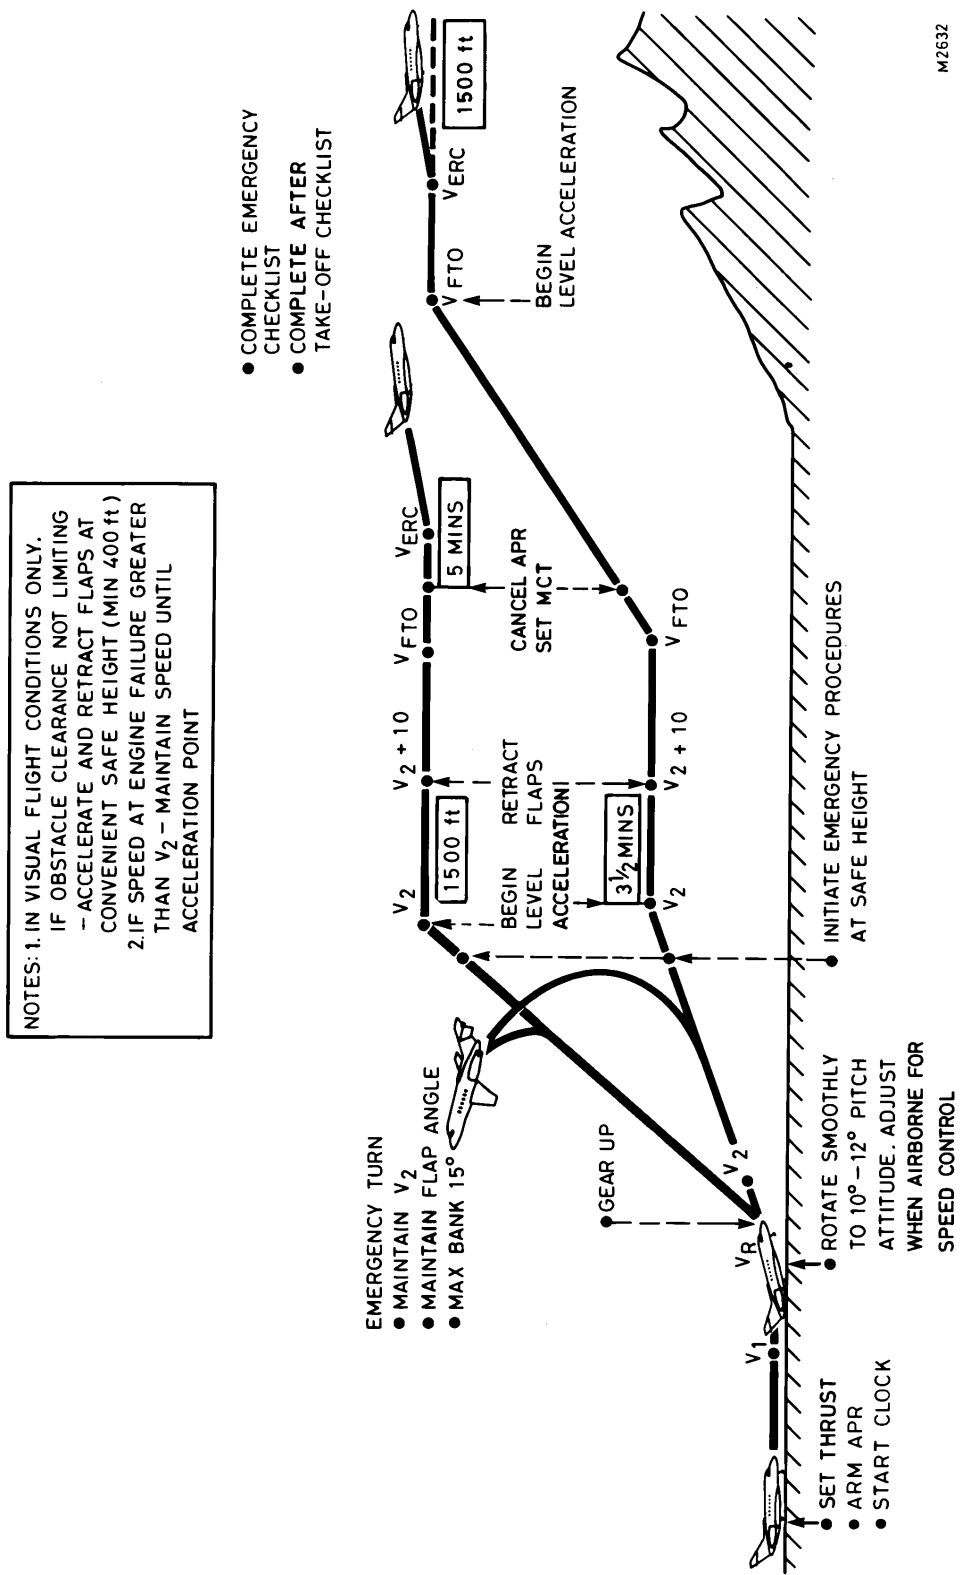 NOTES: 1. IN VISUAL FLIGHT CONDITIONS ONLY.
IF OBSTACLE CLEARANCE NOT LIMITING
-ACCELERATE AND RETRACT FLAPS AT
CONVENIENT SAFE HEIGHT (MIN 400 ft)
2. IF SPEED AT ENGINE FAILURE GREATER
THAN V2 - MAINTAIN SPEED UNTIL
ACCELERATION POINT
● COMPLETE EMERGENCY
CHECKLIST
● COMPLETE AFTER
TAKE-OFF CHECKLIST
EMERGENCY TURN
● MAINTAIN V2
● MAINTAIN FLAP ANGLE
● MAX BANK 15°
V2
V2 + 10
VFTO
VERC
1500 ft
5 MINS
VFTO
VERC
1500 ft
BEGIN
LEVEL
ACCELERATION
RETRACT
FLAPS
CANCEL APR
SET MCT
BEGIN
LEVEL ACCELERATION
3½ MINS
V2
V2 + 10
VFTO
GEAR UP
V1
VR
V2
● SET THRUST
● ARM APR
● START CLOCK
● ROTATE SMOOTHLY
TO 10°-12° PITCH
ATTITUDE. ADJUST
WHEN AIRBORNE FOR
SPEED CONTROL
INITIATE EMERGENCY PROCEDURES
AT SAFE HEIGHT
M2632